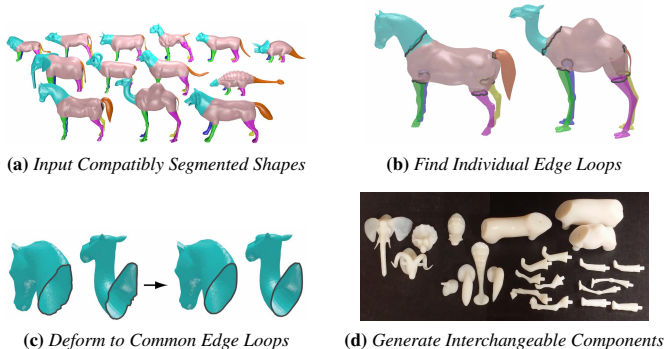 (a) Input Compatibly Segmented Shapes
(b) Find Individual Edge Loops
(c) Deform to Common Edge Loops
(d) Generate Interchangeable Components